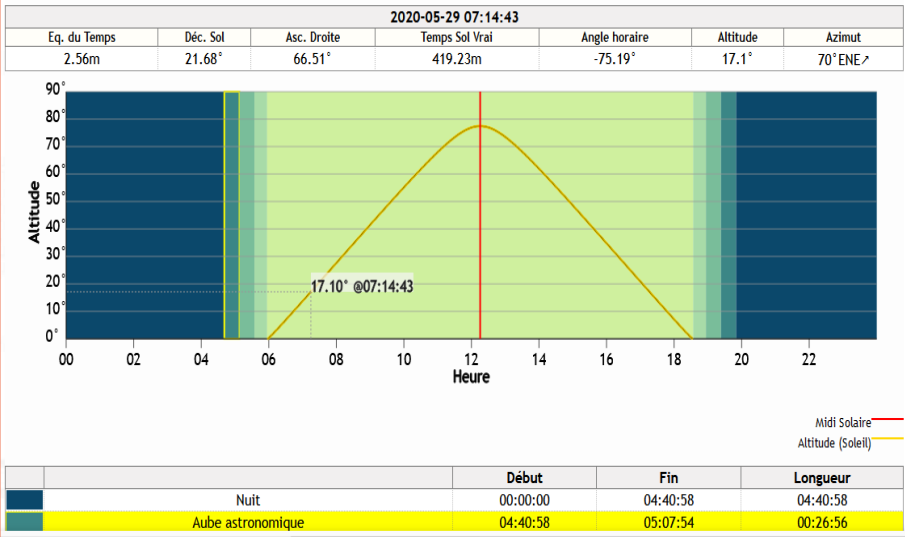 2020-05-29 07:14:43
Eq. du Temps Déc. Sol Asc. Droite Temps Sol Vrai Angle horaire Altitude Azimut
2.56m 21.68° 66.51° 419.23m -75.19° 17.1° 70°ENE↗
90°
80°
70°
60°
50°
40°
30°
20°
10°
0°
Altitude
17.10° @07:14:43
00 02 04 06 08 10 12 14 16 18 20 22
Heure
Midi Solaire
Altitude (Soleil)
Début Fin Longueur
Nuit 00:00:00 04:40:58 04:40:58
Aube astronomique 04:40:58 05:07:54 00:26:56